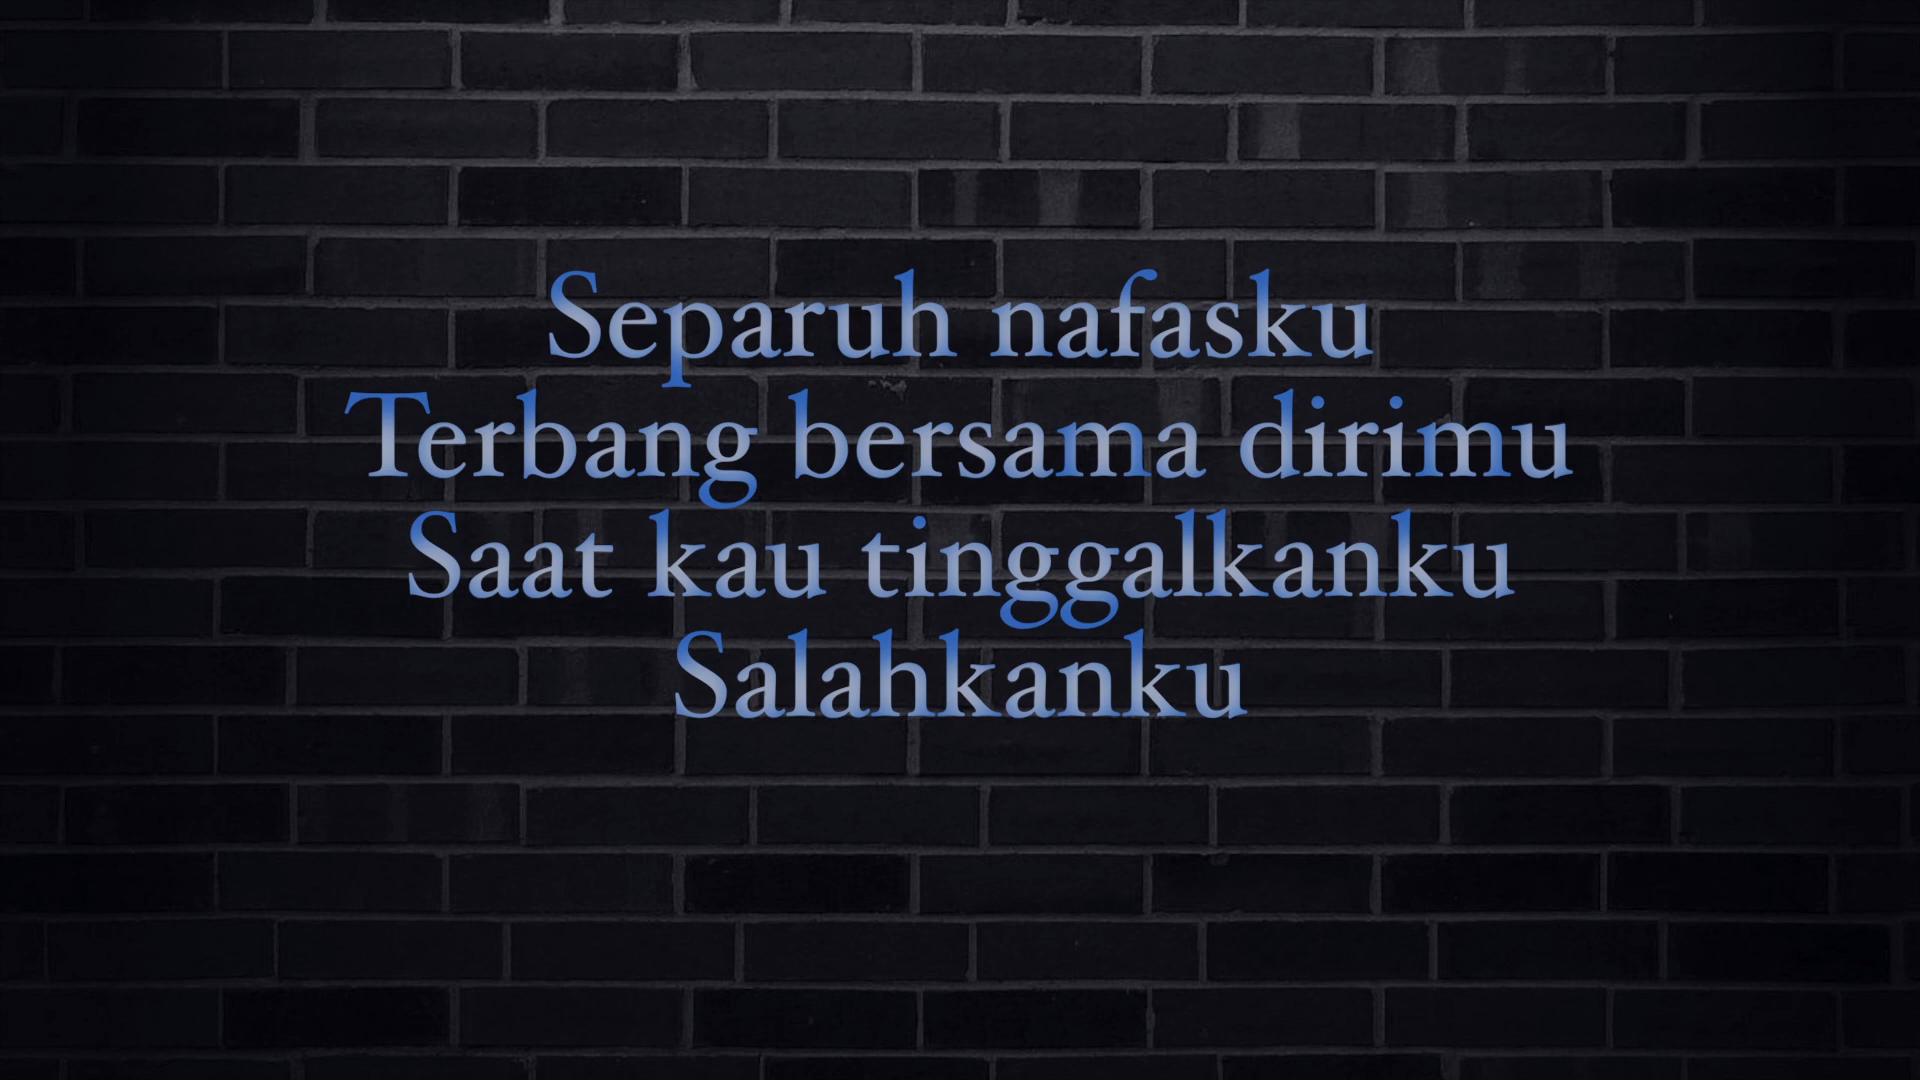 Separuh nafasku
Terbang bersama dirimu
Saat kau tinggalkanku
Salahkanku